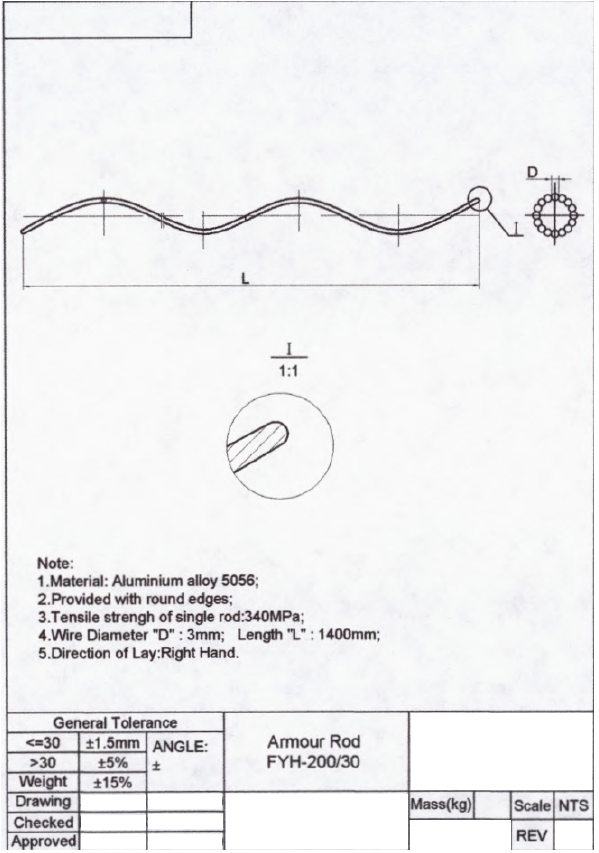 D
I
L
I
1:1
Note:
1.Material: Aluminium alloy 5056;
2.Provided with round edges;
3.Tensile strengh of single rod:340MPa;
4.Wire Diameter "D" : 3mm; Length "L" : 1400mm;
5.Direction of Lay:Right Hand.
General Tolerance
<=30 ±1.5mm ANGLE:
>30 ±5% ±
Weight ±15%
Armour Rod
FYH-200/30
Drawing
Checked
Approved
Mass(kg) Scale NTS
REV